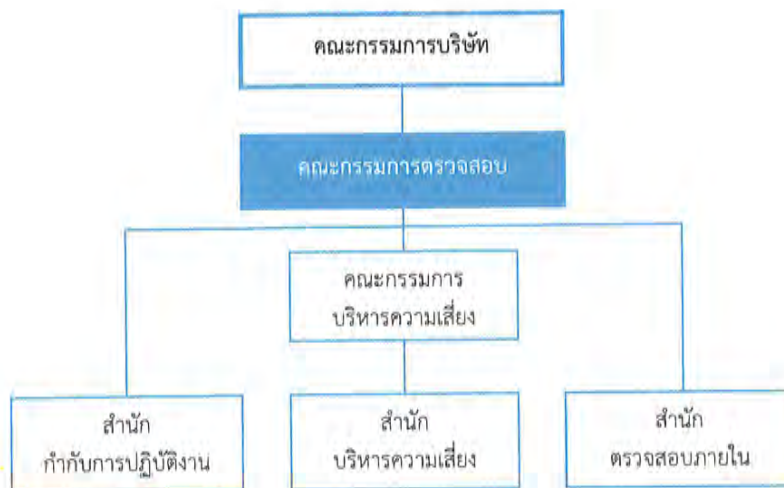 คณะกรรมการบริษัท
คณะกรรมการตรวจสอบ
คณะกรรมการ
บริหารความเสี่ยง
สำนัก
กำกับการปฏิบัติงาน
สำนัก
บริหารความเสี่ยง
สำนัก
ตรวจสอบภายใน